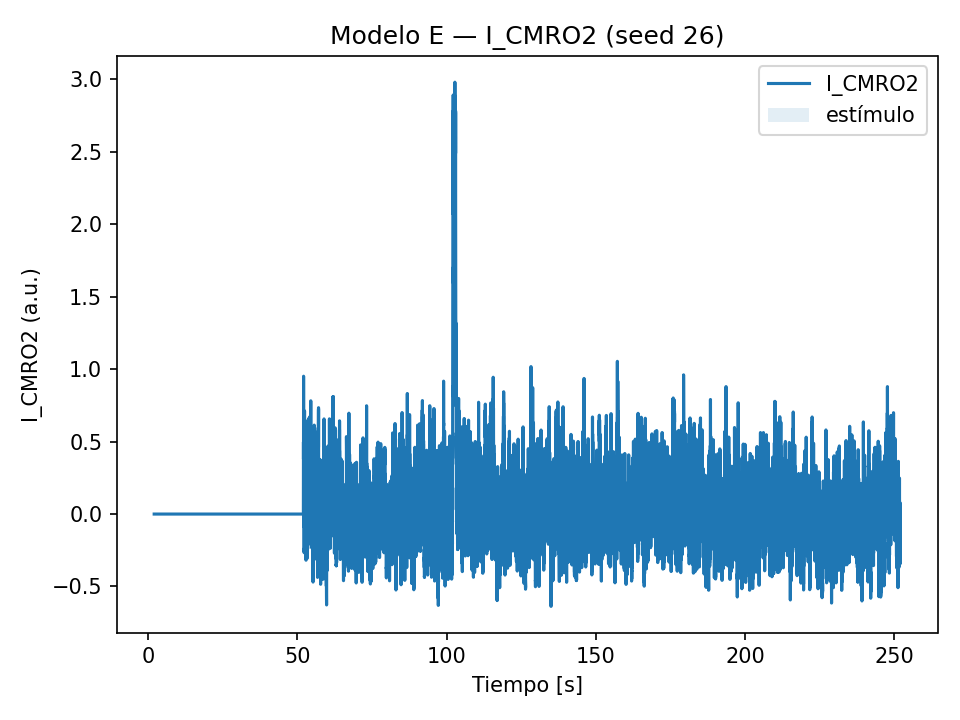 Modelo E — I_CMRO2 (seed 26)
I_CMRO2
estímulo
3.0
2.5
2.0
1.5
1.0
0.5
0.0
−0.5
I_CMRO2 (a.u.)
0 50 100 150 200 250
Tiempo [s]